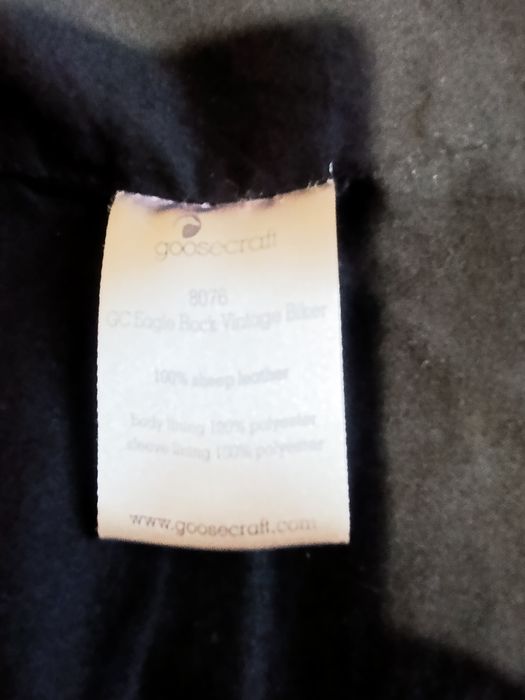 goosecraft
8076
GC Eagle Rock Vintage Biker
100% sheep leather
body lining 100% polyester
sleeve lining 100% polyester
www.goosecraft.com